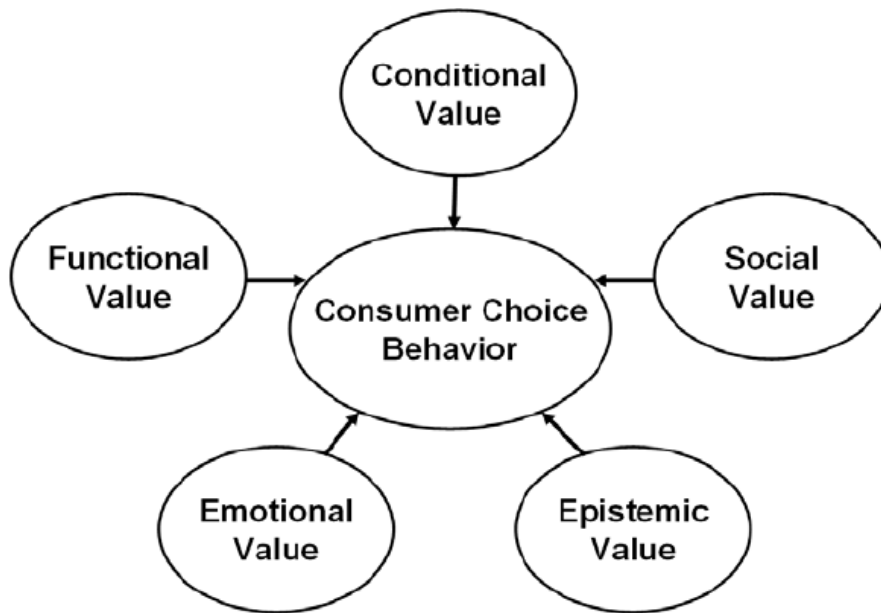 Conditional
Value
Functional
Value
Social
Value
Consumer Choice
Behavior
Emotional
Value
Epistemic
Value